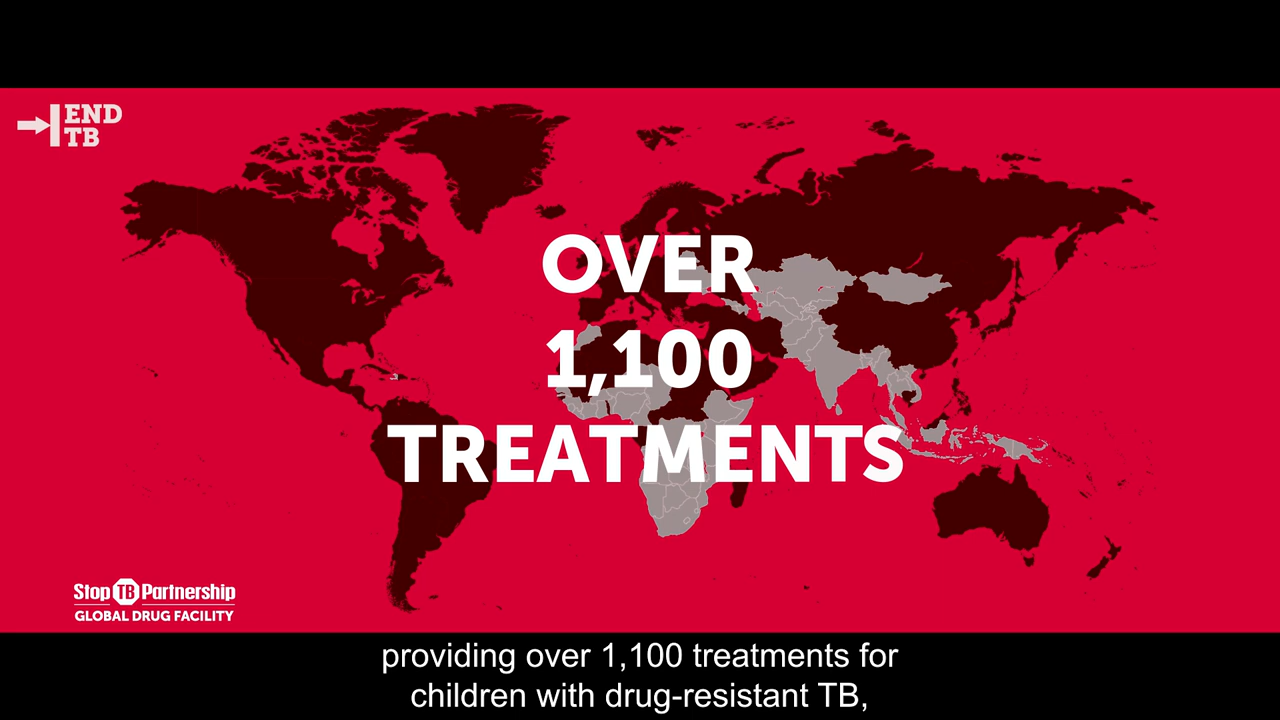 END
TB
OVER
1,100
TREATMENTS
Stop TB Partnership
GLOBAL DRUG FACILITY
providing over 1,100 treatments for
children with drug-resistant TB,